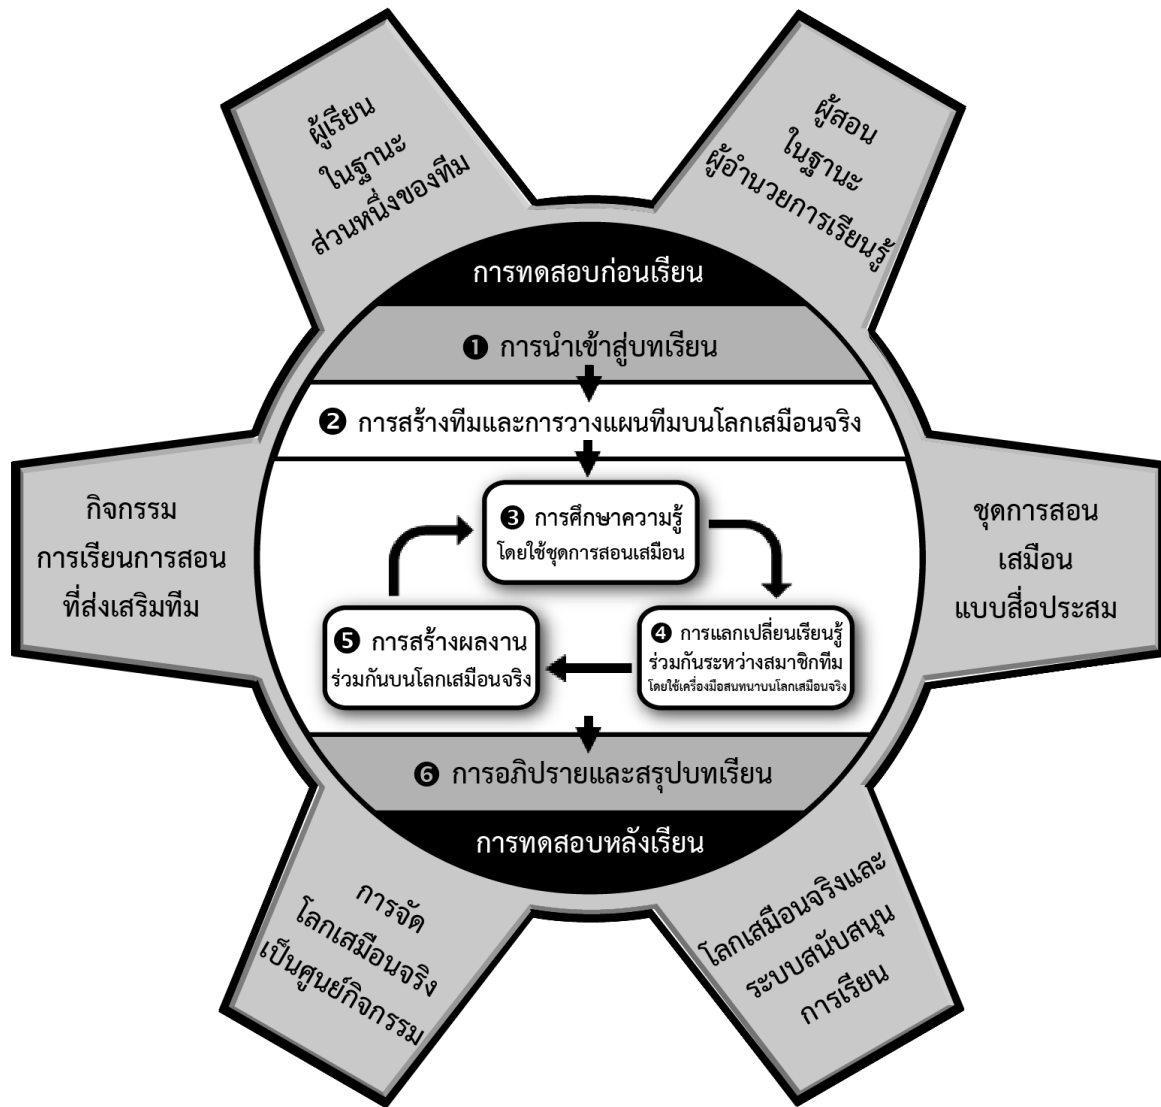 ผู้เรียน
ในฐานะ
ส่วนหนึ่งของทีม
ผู้สอน
ในฐานะ
ผู้อำนวยการเรียนรู้
การทดสอบก่อนเรียน
❶ การนำเข้าสู่บทเรียน
❷ การสร้างทีมและการวางแผนทีมบนโลกเสมือนจริง
❸ การศึกษาความรู้
โดยใช้ชุดการสอนเสมือน
❹ การแลกเปลี่ยนเรียนรู้
ร่วมกันระหว่างสมาชิกทีม
โดยใช้เครื่องมือสนทนาบนโลกเสมือนจริง
❺ การสร้างผลงาน
ร่วมกันบนโลกเสมือนจริง
❻ การอภิปรายและสรุปบทเรียน
การทดสอบหลังเรียน
กิจกรรม
การเรียนการสอน
ที่ส่งเสริมทีม
ชุดการสอน
เสมือน
แบบสื่อประสม
การจัด
โลกเสมือนจริง
เป็นศูนย์กิจกรรม
โลกเสมือนจริงและ
ระบบสนับสนุน
การเรียน